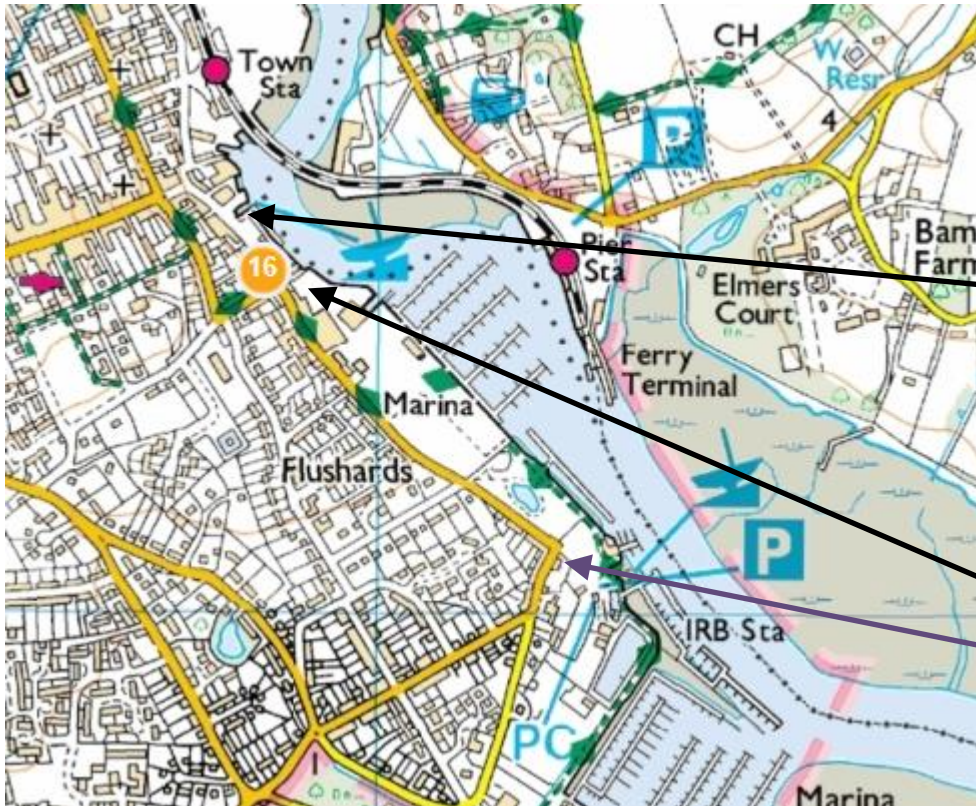 Town
Sta
CH
W
Resr
4
P
16
Pier
Sta
Bam
Farm
Elmers
Court
Ferry
Terminal
Marina
Flushards
P
IRB Sta
PC
1
Marina